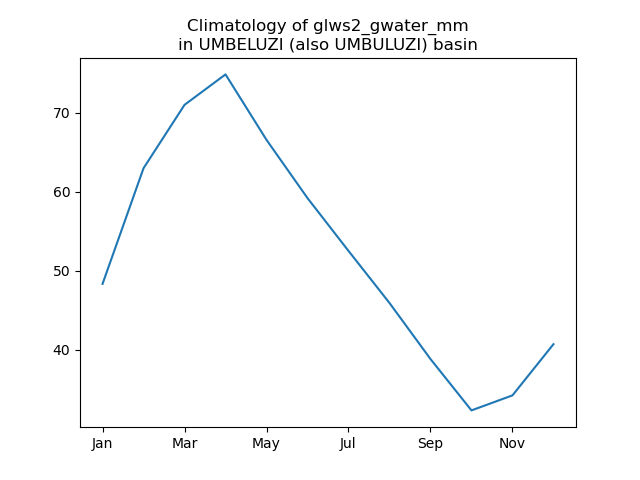 Climatology of glws2_gwater_mm
in UMBELUZI (also UMBULUZI) basin
70
60
50
40
Jan
Mar
May
Jul
Sep
Nov